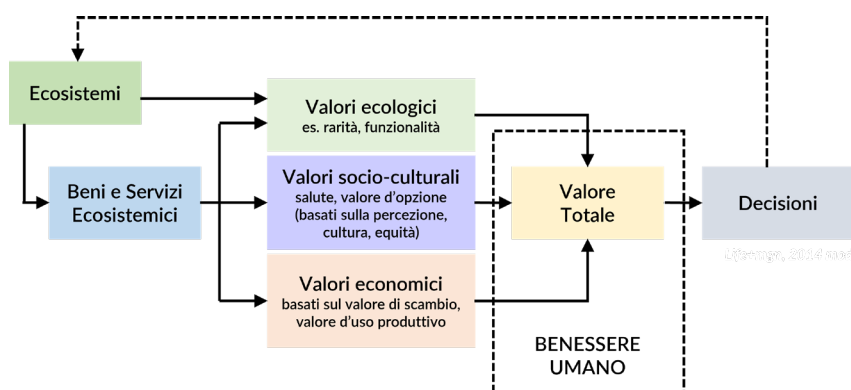 Ecosistemi
Beni e Servizi
Ecosistemici
Valori ecologici
es. rarità, funzionalità
Valori socio-culturali
salute, valore d'opzione
(basati sulla percezione,
cultura, equità)
Valori economici
basati sul valore di scambio,
valore d'uso produttivo
Valore
Totale
BENESSERE
UMANO
Decisioni
2014